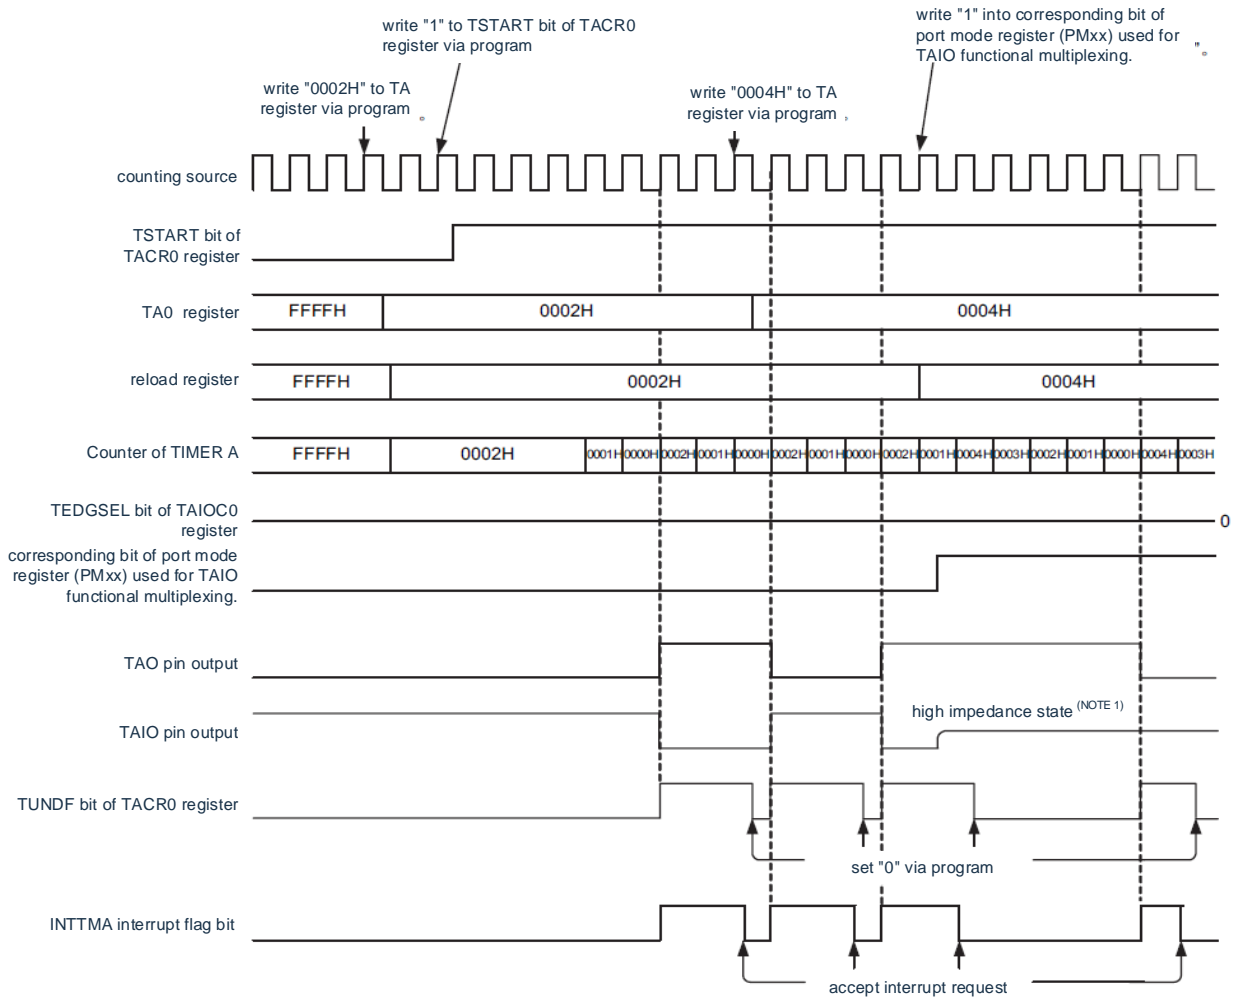 write "1" to TSTART bit of TACR0
register via program
write "1" into corresponding bit of
port mode register (PMxx) used for
TAIO functional multiplexing. "。
write "0002H" to TA
register via program 。
write "0004H" to TA
register via program 。
counting source
TSTART bit of
TACR0 register
TA0 register
FFFFH 0002H 0004H
reload register
FFFFH 0002H 0004H
Counter of TIMER A
FFFFH 0002H 0001H 0000H 0002H 0001H 0000H 0002H 0001H 0000H 0002H 0001H 0004H 0003H 0002H 0001H 0000H 0004H 0003H
TEDGSEL bit of TAIOC0
register
0
corresponding bit of port mode
register (PMxx) used for TAIO
functional multiplexing.
TAO pin output
TAIO pin output
high impedance state (NOTE 1)
TUNDF bit of TACR0 register
set "0" via program
INTTMA interrupt flag bit
accept interrupt request